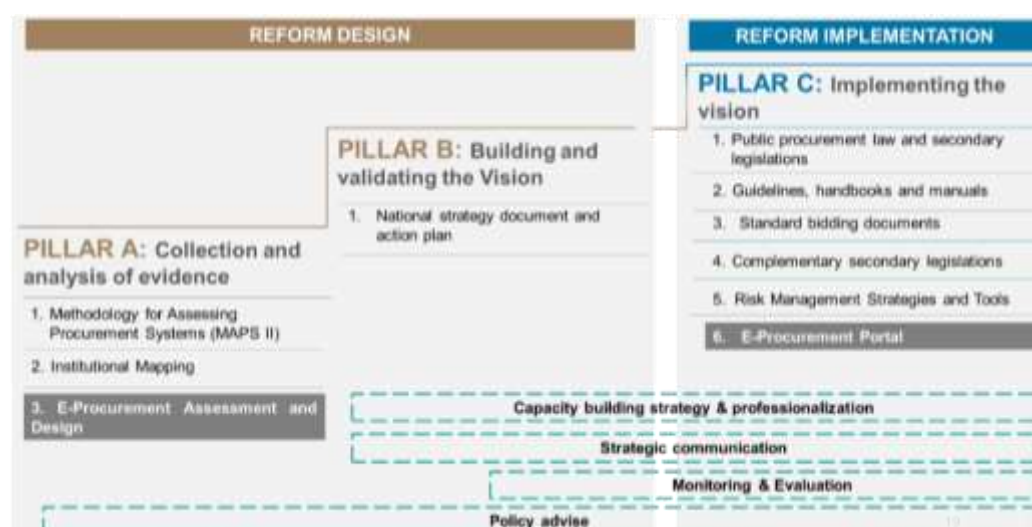 REFORM DESIGN
REFORM IMPLEMENTATION
PILLAR C: Implementing the
vision
1. Public procurement law and secondary
legislations
2. Guidelines, handbooks and manuals
3. Standard bidding documents
4. Complementary secondary legislations
5. Risk Management Strategies and Tools
6. E-Procurement Portal
PILLAR B: Building and
validating the Vision
1. National strategy document and
action plan
PILLAR A: Collection and
analysis of evidence
1. Methodology for Assessing
Procurement Systems (MAPS II)
2. Institutional Mapping
3. E-Procurement Assessment and
Design
Capacity building strategy & professionalization
Strategic communication
Monitoring & Evaluation
Policy advise